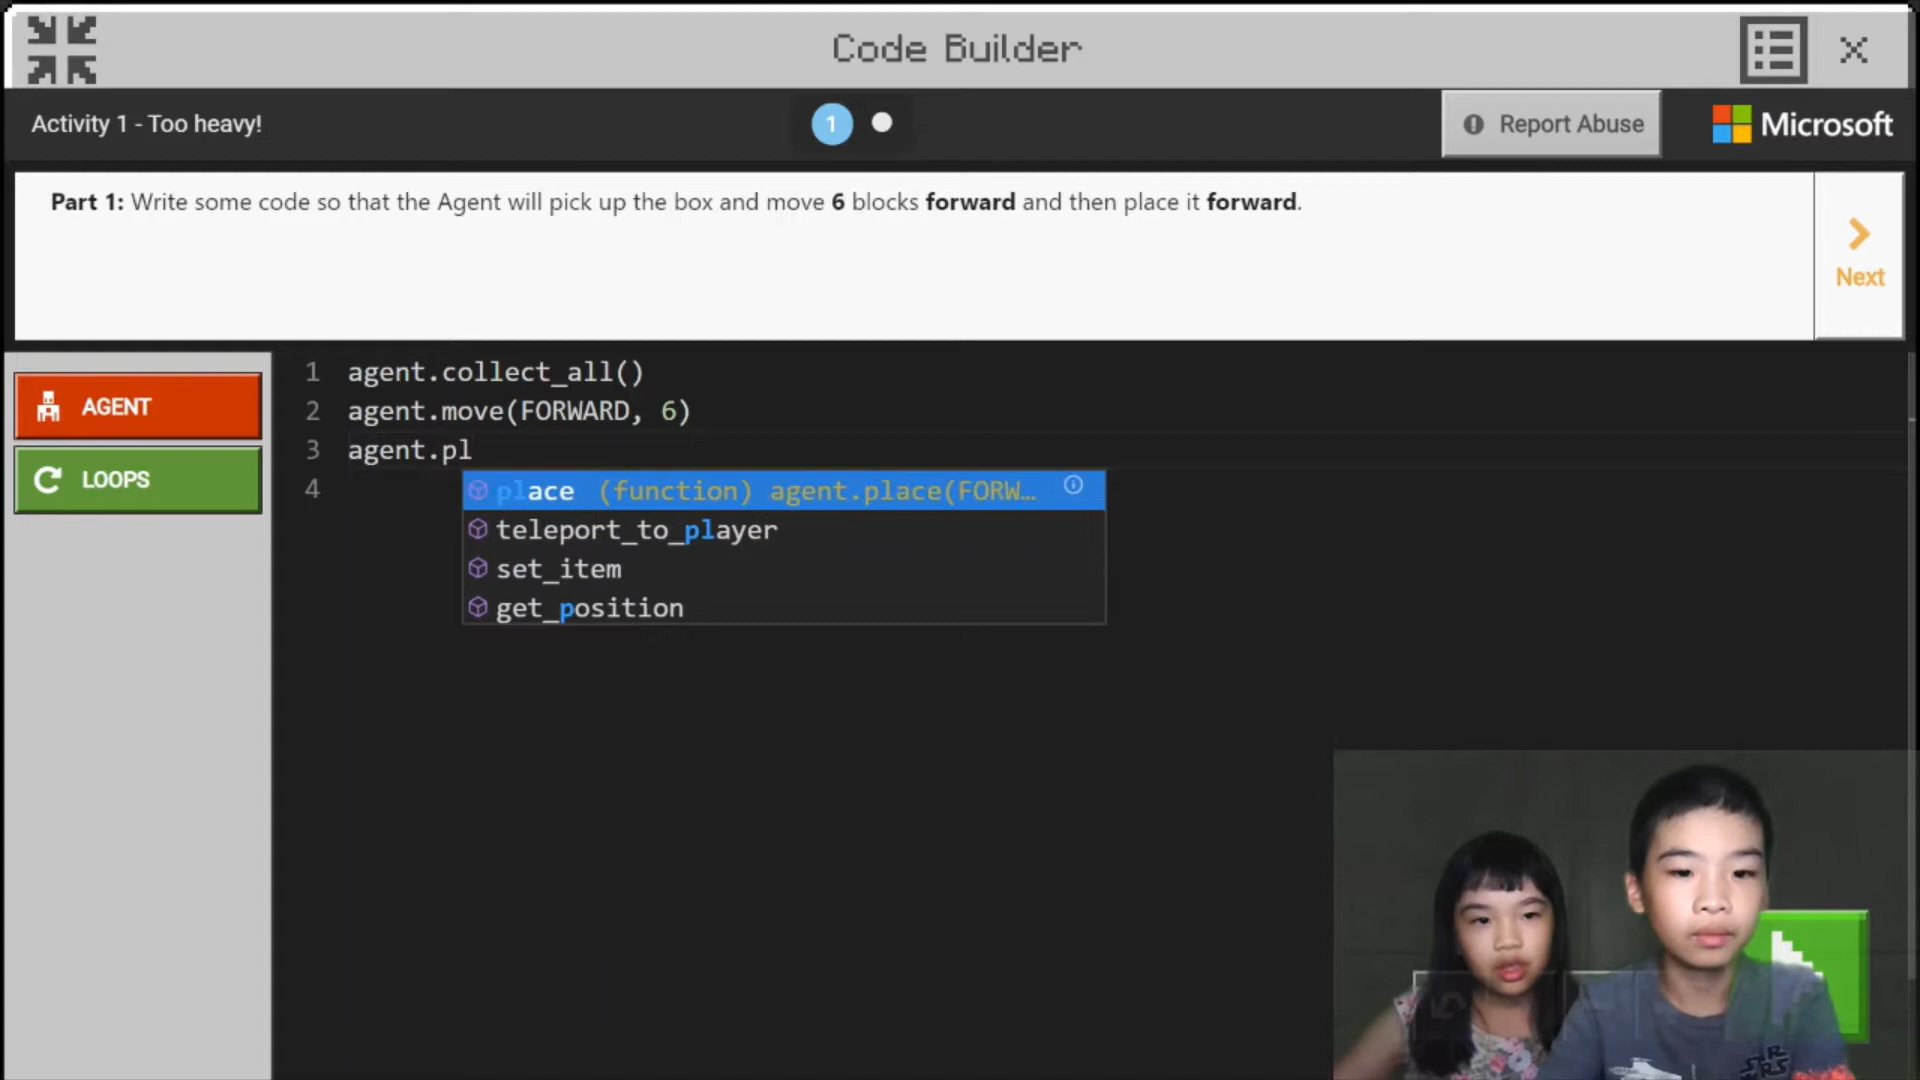 Code Builder
Activity 1 - Too heavy!
1
Report Abuse
Microsoft
Part 1: Write some code so that the Agent will pick up the box and move 6 blocks forward and then place it forward.
Next
AGENT
LOOPS
1 agent.collect_all()
2 agent.move(FORWARD, 6)
3 agent.pl
4
place (function) agent.place(FORW…
teleport_to_player
set_item
get_position
STAR
WARS